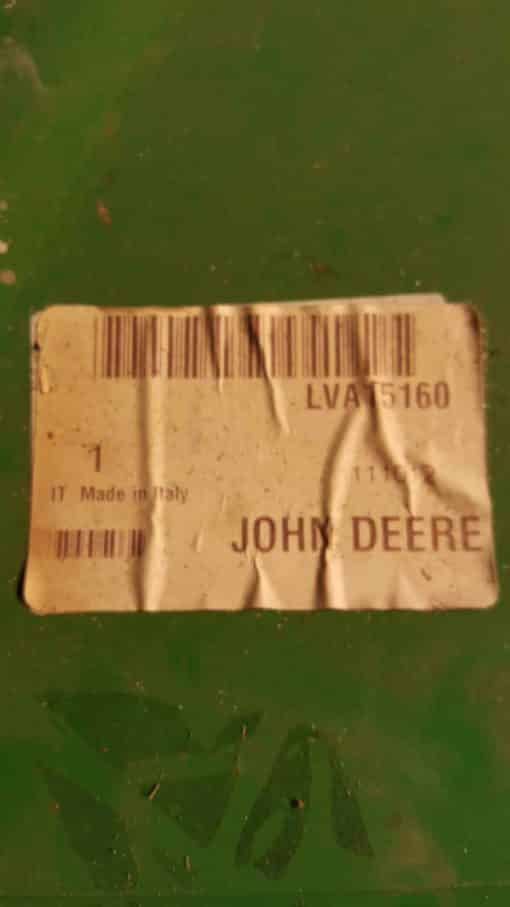 LVA15160
1
IT Made in Italy
JOHN DEERE